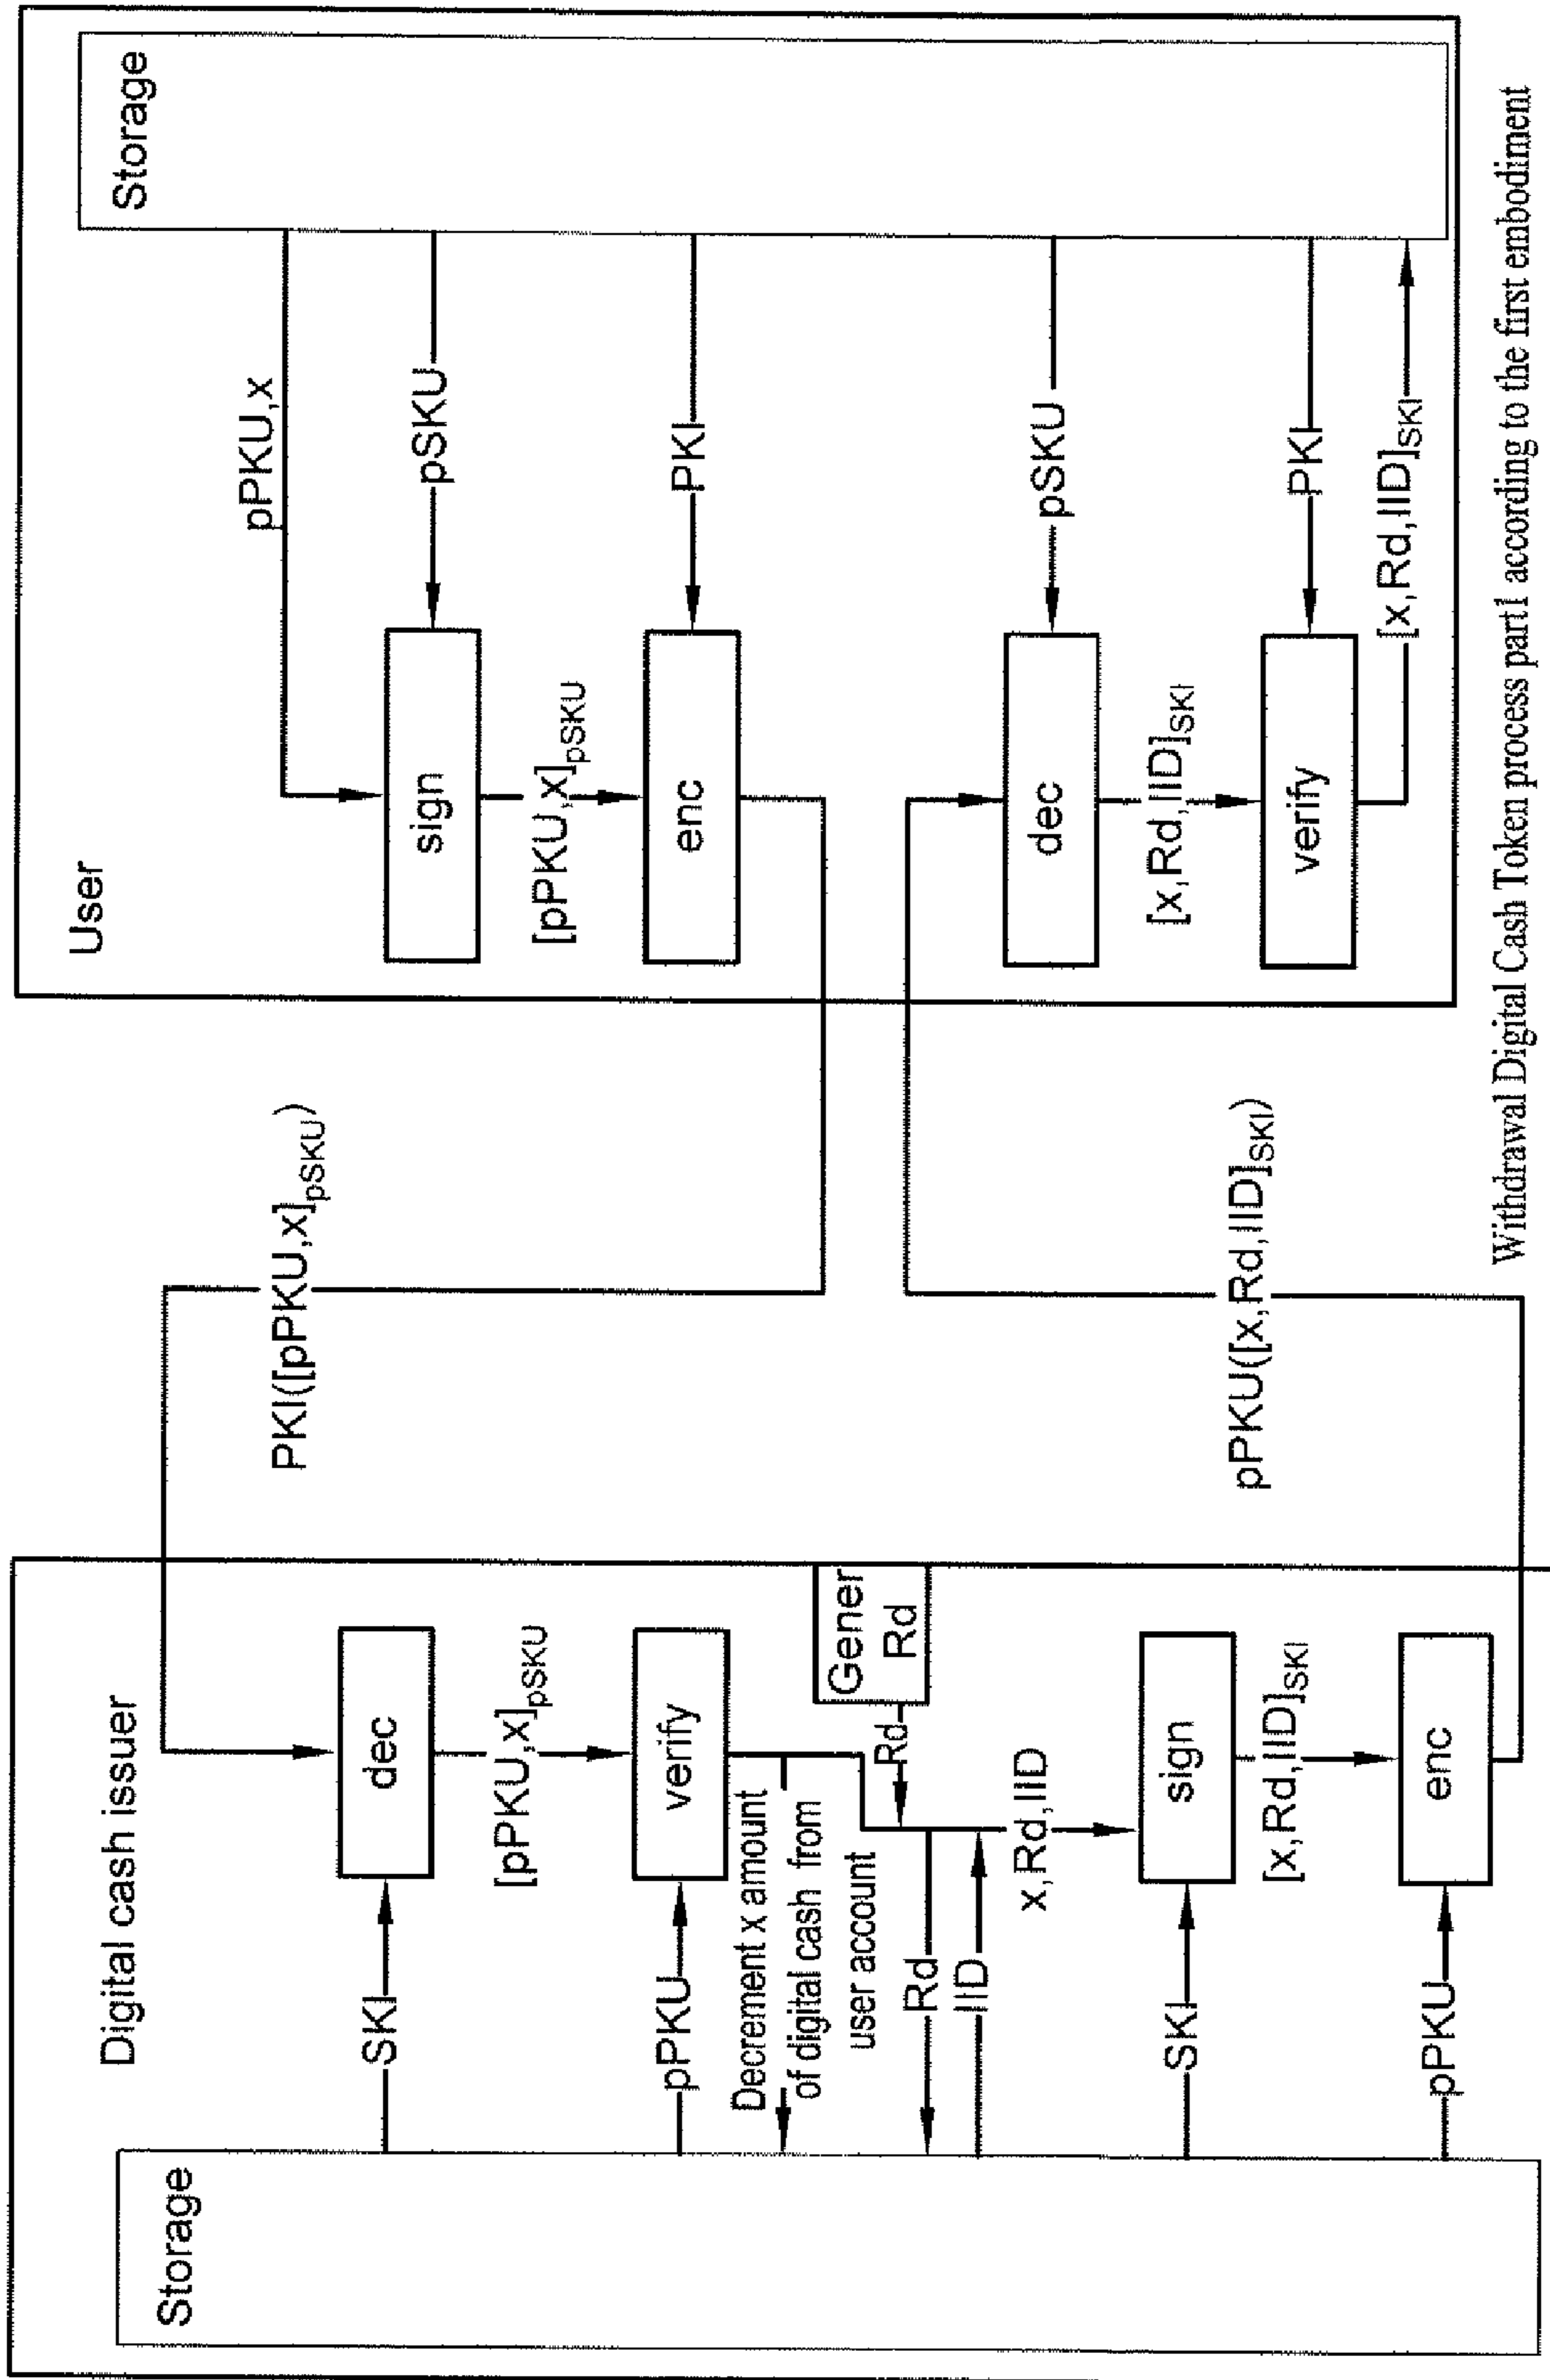 Digital cash issuer
Storage
SKI
dec
[pPKU,x]pSKU
pPKU
verify
Decrement x amount
of digital cash from
user account
Gener
Rd
Rd
Rd
IID
x,Rd,IID
SKI
sign
[x,Rd,IID]SKI
pPKU
enc
PKI([pPKU,x]pSKU)
pPKU([x,Rd,IID]SKI)
User
Storage
pPKU,x
sign
pSKU
[pPKU,x]pSKU
enc
PKI
dec
pSKU
[x,Rd,IID]SKI
verify
PKI
[x,Rd,IID]SKI
Withdrawal Digital Cash Token process part1 according to the first embodiment